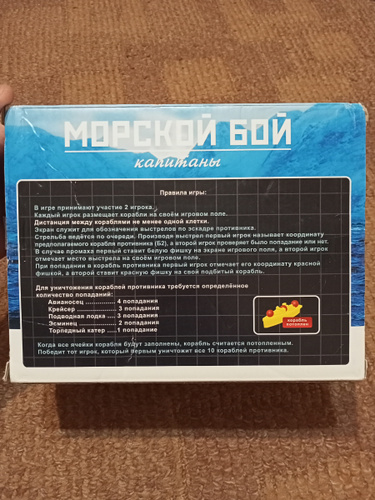 МОРСКОЙ БОЙ
капитаны
Правила игры:
В игре принимают участие 2 игрока.
Каждый игрок размещает корабли на своём игровом поле.
Дистанция между кораблями не менее одной клетки.
Экран служит для обозначения выстрелов по эскадре противника.
Стрельба ведётся по очереди. Производя выстрел первый игрок называет координату
предполагаемого корабля противника (Б2), а второй игрок проверяет было попадание или нет.
В случае промаха первый ставит белую фишку на экране игрового поля, а второй игрок
отмечает место выстрела на своём игровом поле.
При попадании в корабль противника первый игрок отмечает его координату красной
фишкой, а второй ставит красную фишку на свой подбитый корабль.
Для уничтожения кораблей противника требуется определённое
количество попаданий:
Авианосец ............. 4 попадания
Крейсер ................ 3 попадания
Подводная лодка .. 3 попадания
Эсминец ............... 2 попадания
Торпедный катер .. 1 попадание
корабль
потоплен
Когда все ячейки корабля будут заполнены, корабль считается потопленным.
Победит тот игрок, который первым уничтожит все 10 кораблей противника.